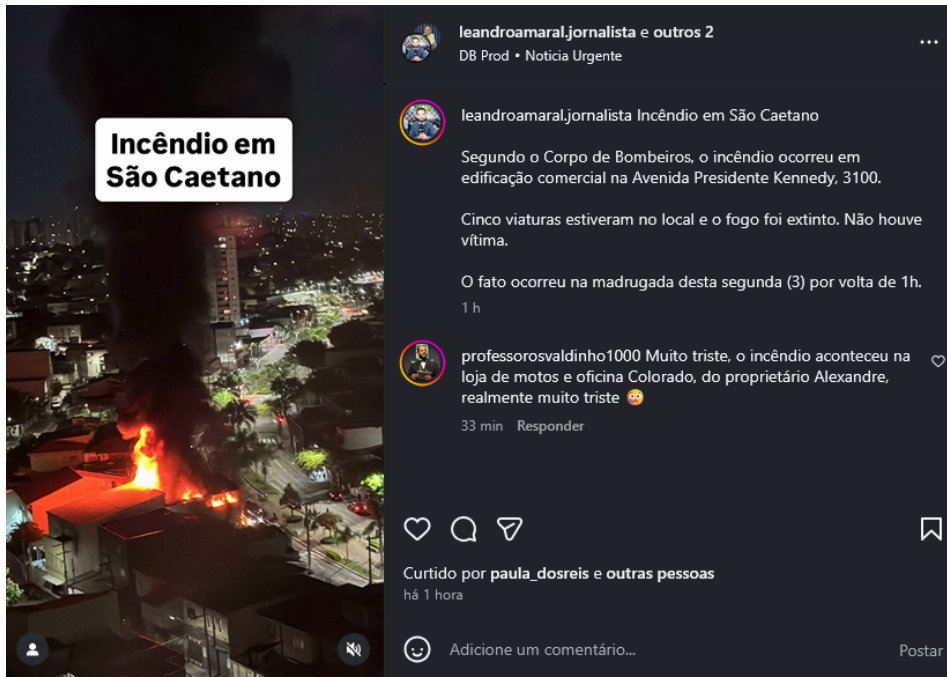 Incêndio em
São Caetano
leandroamaral.jornalista e outros 2
DB Prod • Noticia Urgente
leandroamaral.jornalista Incêndio em São Caetano
Segundo o Corpo de Bombeiros, o incêndio ocorreu em
edificação comercial na Avenida Presidente Kennedy, 3100.
Cinco viaturas estiveram no local e o fogo foi extinto. Não houve
vítima.
O fato ocorreu na madrugada desta segunda (3) por volta de 1h.
1 h
professorosvaldinho1000 Muito triste, o incêndio aconteceu na
loja de motos e oficina Colorado, do proprietário Alexandre,
realmente muito triste 😥
33 min Responder
Curtido por paula_dosreis e outras pessoas
há 1 hora
Adicione um comentário...
Postar